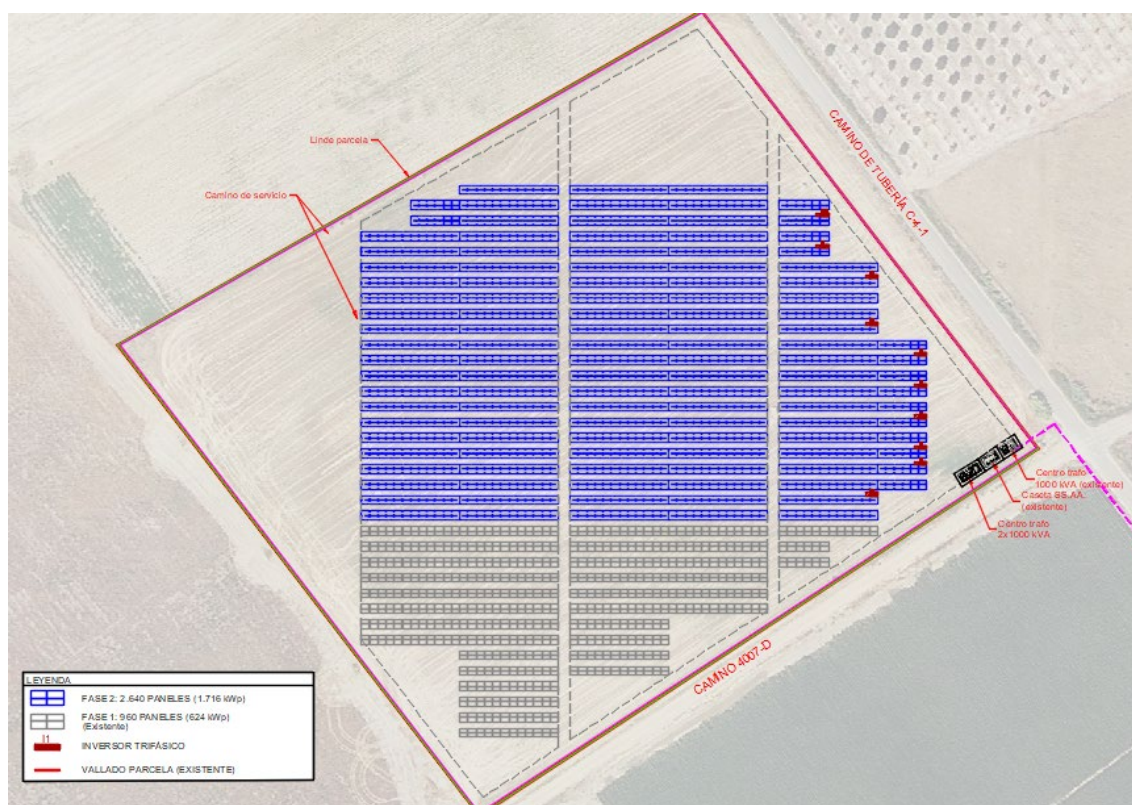 Linde parcela
CAMINO DE TUBERÍA C-4-1
Camino de servicio
Centro trafo
1000 kVA (existente)
Caseta SS.AA.
(existente)
Centro trafo
2x1000 kVA
CAMINO 4007-D
LEYENDA
FASE 2: 2.640 PANELES (1.716 kWp)
FASE 1: 960 PANELES (624 kWp)
(Existente)
I1
INVERSOR TRIFÁSICO
VALLADO PARCELA (EXISTENTE)